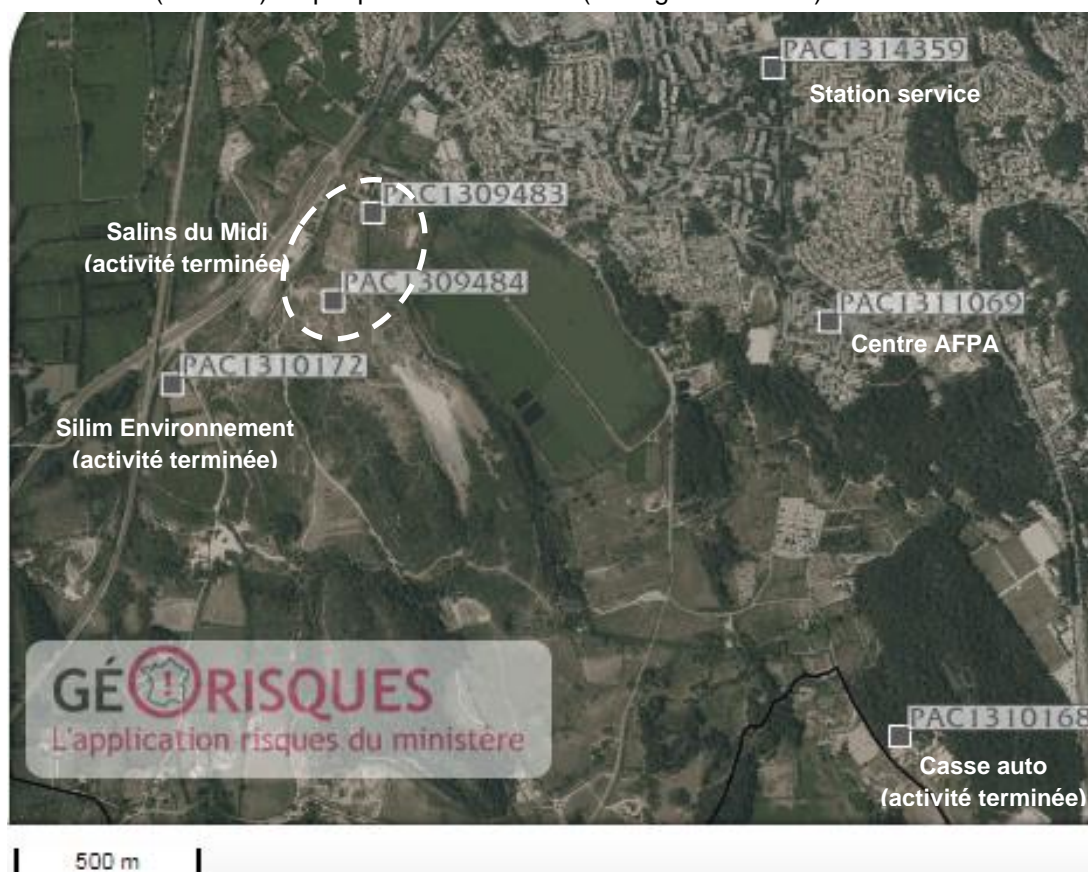 PAC1314359
Station service
PAC1309483
Salins du Midi
(activité terminée)
PAC1309484
PAC1311069
Centre AFPA
PAC1310172
Silim Environnement
(activité terminée)
GÉORISQUES
L'application risques du ministère
PAC1310168
Casse auto
(activité terminée)
500 m